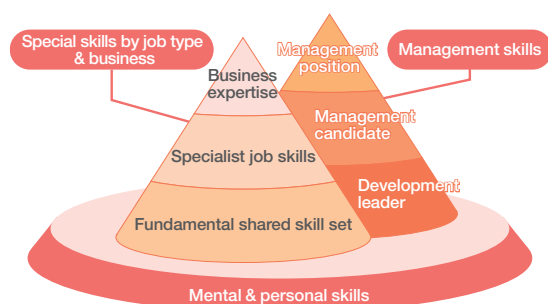 Special skills by job type
& business
Management
position
Management skills
Business
expertise
Management
candidate
Specialist job skills
Development
leader
Fundamental shared skill set
Mental & personal skills